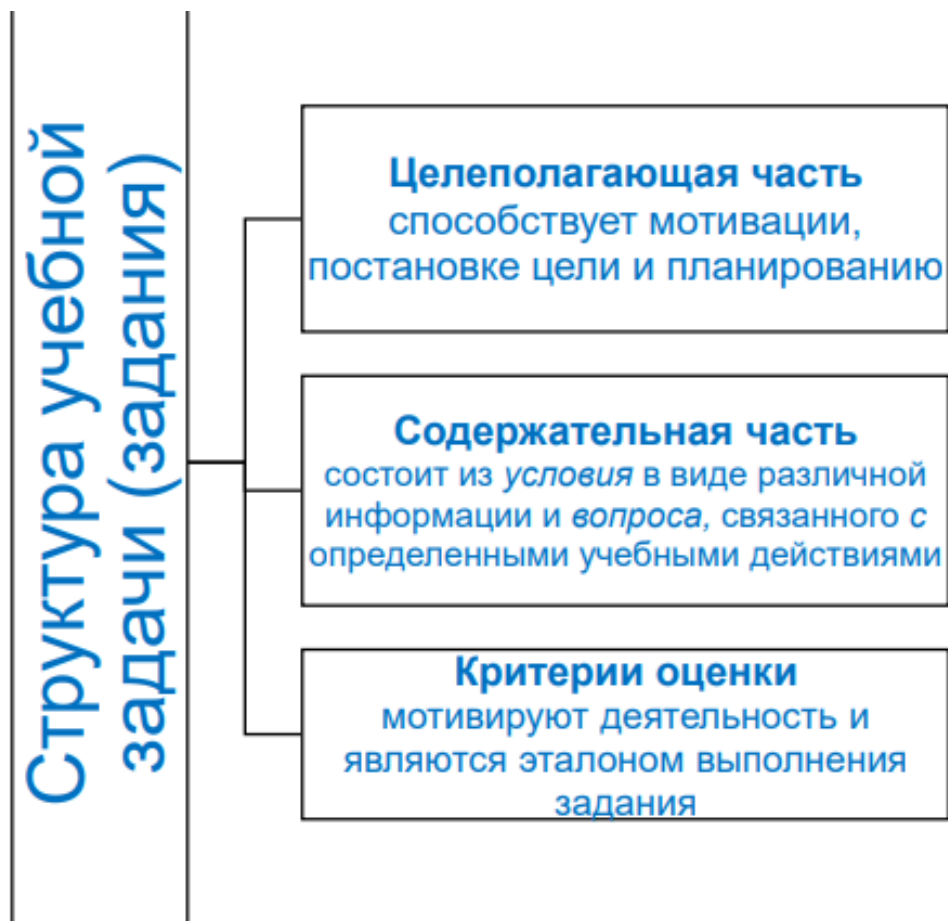 Структура учебной
задачи (задания)
Целеполагающая часть
способствует мотивации,
постановке цели и планированию
Содержательная часть
состоит из условия в виде различной
информации и вопроса, связанного с
определенными учебными действиями
Критерии оценки
мотивируют деятельность и
являются эталоном выполнения
задания